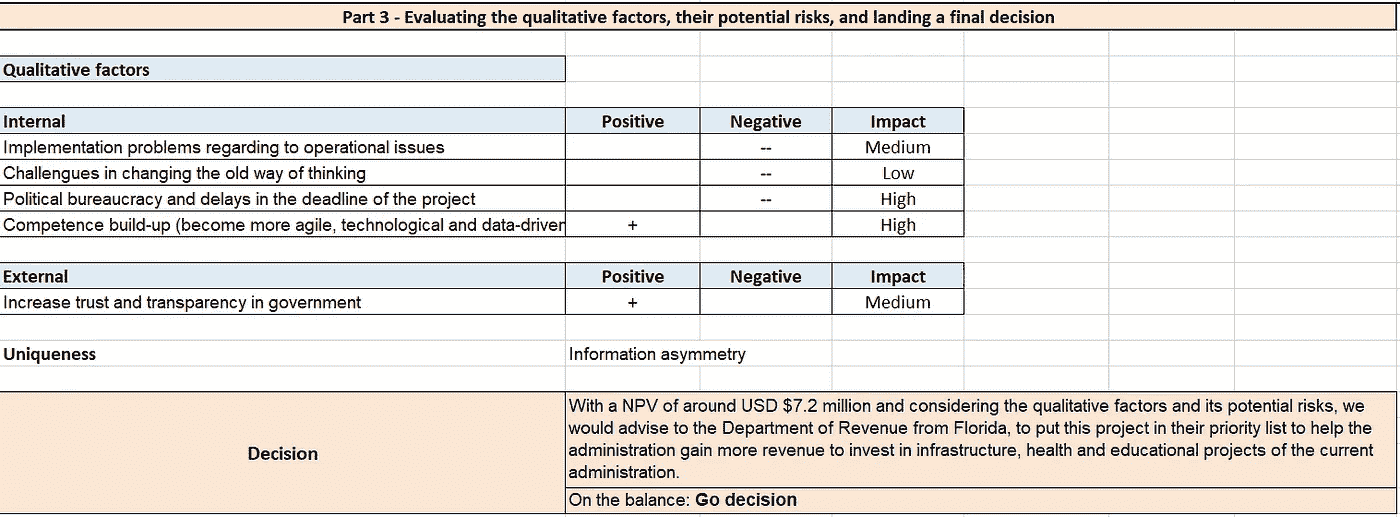 Part 3 - Evaluating the qualitative factors, their potential risks, and landing a final decision
Qualitative factors
Internal Positive Negative Impact
Implementation problems regarding to operational issues -- Medium
Challengues in changing the old way of thinking -- Low
Political bureaucracy and delays in the deadline of the project -- High
Competence build-up (become more agile, technological and data-driven + High
External Positive Negative Impact
Increase trust and transparency in government + Medium
Uniqueness Information asymmetry
Decision
With a NPV of around USD $7.2 million and considering the qualitative factors and its potential risks, we
would advise to the Department of Revenue from Florida, to put this project in their priority list to help the
administration gain more revenue to invest in infrastructure, health and educational projects of the current
administration.
On the balance: Go decision